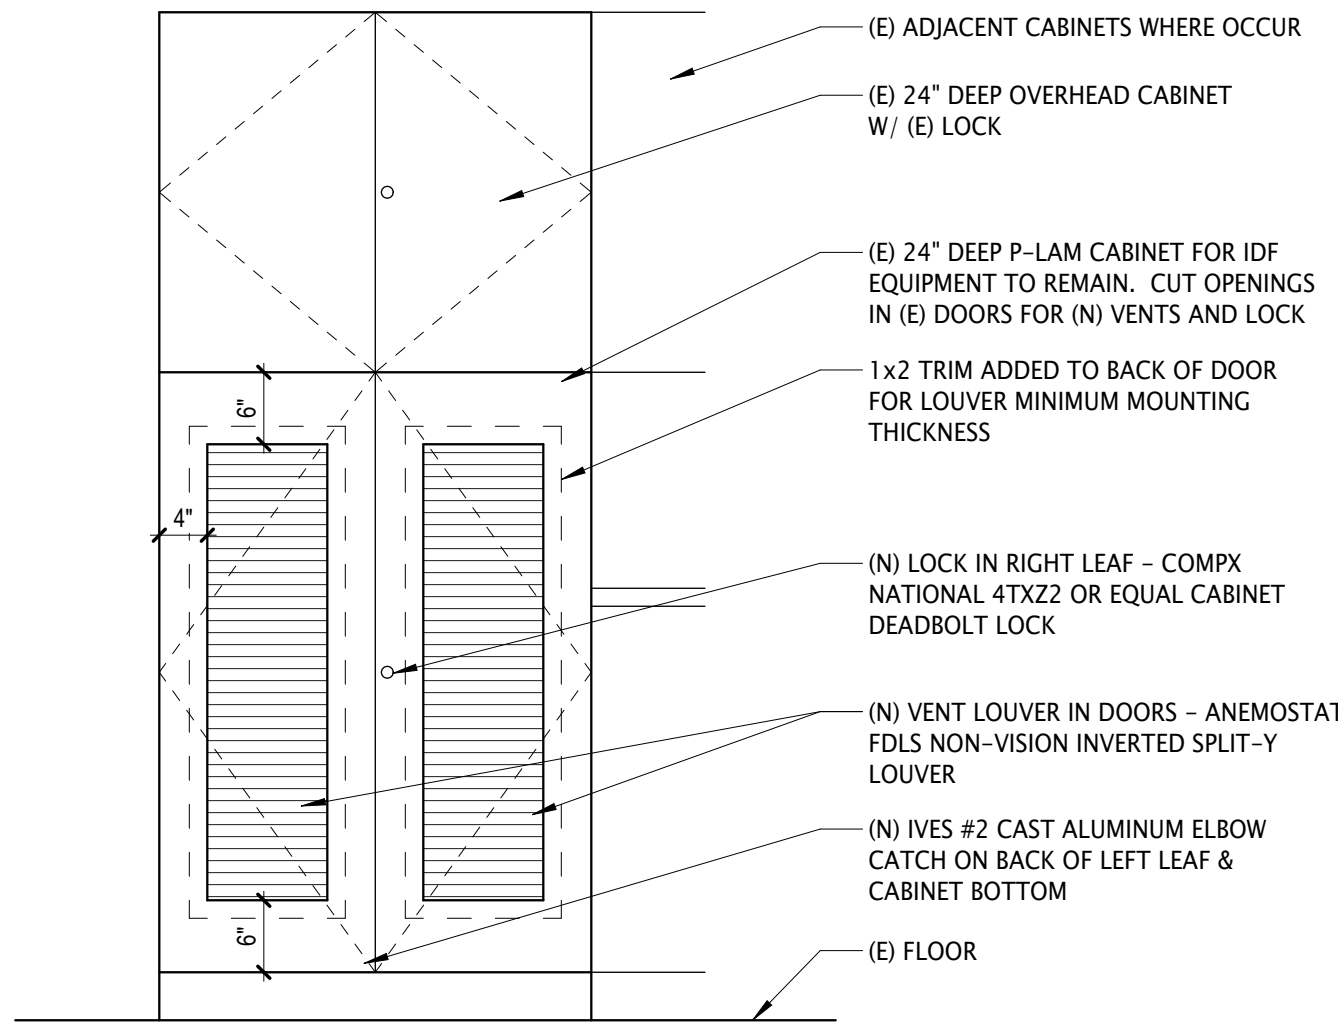 (E) ADJACENT CABINETS WHERE OCCUR
(E) 24" DEEP OVERHEAD CABINET
W/ (E) LOCK
(E) 24" DEEP P-LAM CABINET FOR IDF
EQUIPMENT TO REMAIN.  CUT OPENINGS
IN (E) DOORS FOR (N) VENTS AND LOCK
1x2 TRIM ADDED TO BACK OF DOOR
FOR LOUVER MINIMUM MOUNTING
THICKNESS
6"
4"
(N) LOCK IN RIGHT LEAF - COMPX
NATIONAL 4TXZ2 OR EQUAL CABINET
DEADBOLT LOCK
(N) VENT LOUVER IN DOORS - ANEMOSTAT
FDLS NON-VISION INVERTED SPLIT-Y
LOUVER
(N) IVES #2 CAST ALUMINUM ELBOW
CATCH ON BACK OF LEFT LEAF &
CABINET BOTTOM
6"
(E) FLOOR